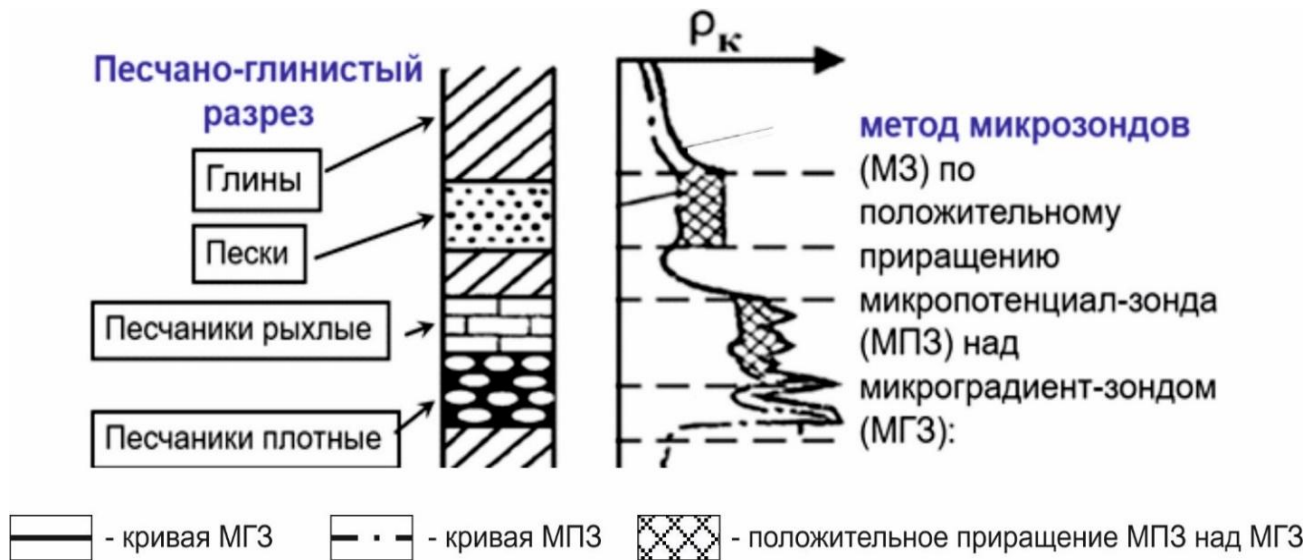 ρк
Песчано-глинистый
разрез
Глины
Пески
Песчаники рыхлые
Песчаники плотные
метод микрозондов
(МЗ) по
положительному
приращению
микропотенциал-зонда
(МПЗ) над
микроградиент-зондом
(МГЗ):
- кривая МГЗ
- кривая МПЗ
- положительное приращение МПЗ над МГЗ